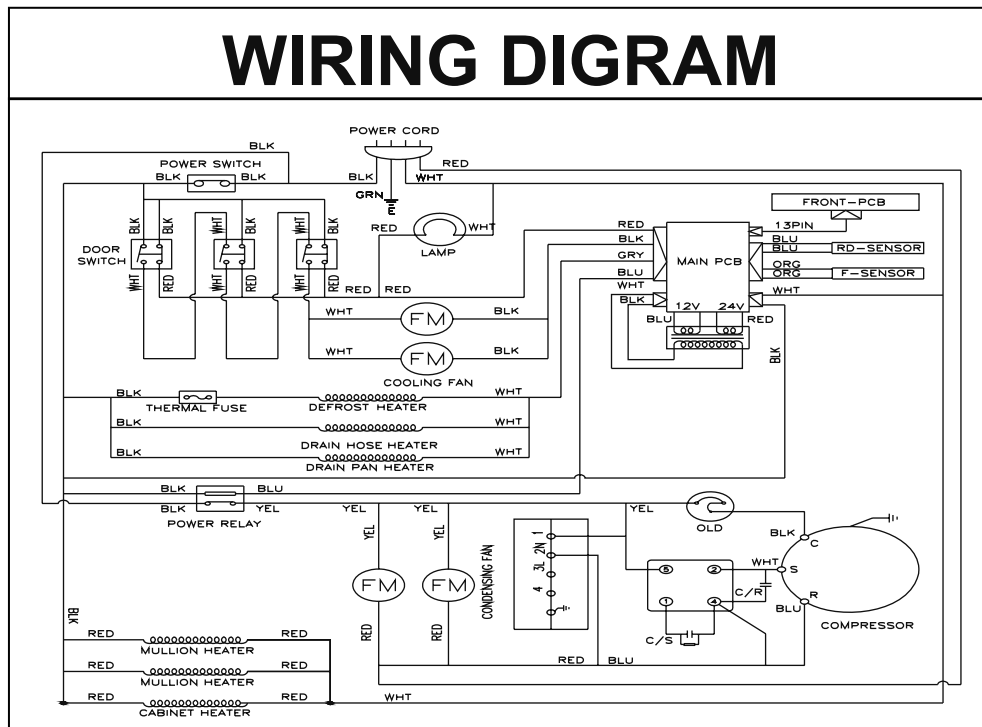 WIRING DIGRAM
POWER CORD
BLK
RED
POWER SWITCH
BLK BLK BLK WHT
GRN
E
FRONT-PCB
BLK BLK WHT BLK WHT BLK
RED WHT
LAMP
RED
BLK
GRY
BLU
WHT
BLK
MAIN PCB
13PIN
BLU
BLU
RD-SENSOR
ORG
ORG
F-SENSOR
WHT
DOOR
SWITCH
WHT RED WHT RED WHT RED
RED RED
12V 24V
BLU RED
BLK
WHT FM BLK
WHT FM BLK
COOLING FAN
BLK WHT
THERMAL FUSE DEFROST HEATER
BLK WHT
DRAIN HOSE HEATER
BLK WHT
DRAIN PAN HEATER
BLK BLU
BLK YEL YEL YEL YEL
POWER RELAY
OLD
YEL YEL
CONDENSING FAN
1
2N
3L
4
BLK C
WHT S
R
BLU
COMPRESSOR
FM FM
5 2
1 4
C/R
C/S
BLK
RED RED
RED BLU
RED RED
MULLION HEATER
RED RED
MULLION HEATER
RED RED WHT
CABINET HEATER